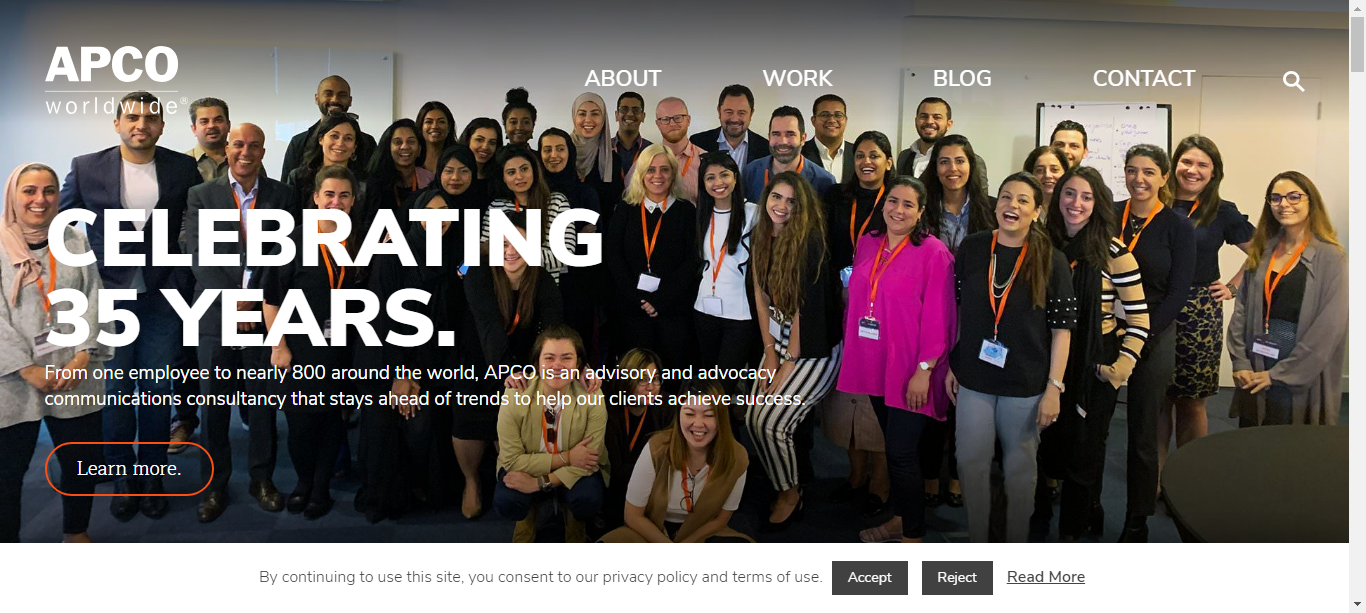 APCO
worldwide®
ABOUT
WORK
BLOG
CONTACT
CELEBRATING
35 YEARS.
From one employee to nearly 800 around the world, APCO is an advisory and advocacy
communications consultancy that stays ahead of trends to help our clients achieve success.
Learn more.
By continuing to use this site, you consent to our privacy policy and terms of use.
Accept
Reject
Read More